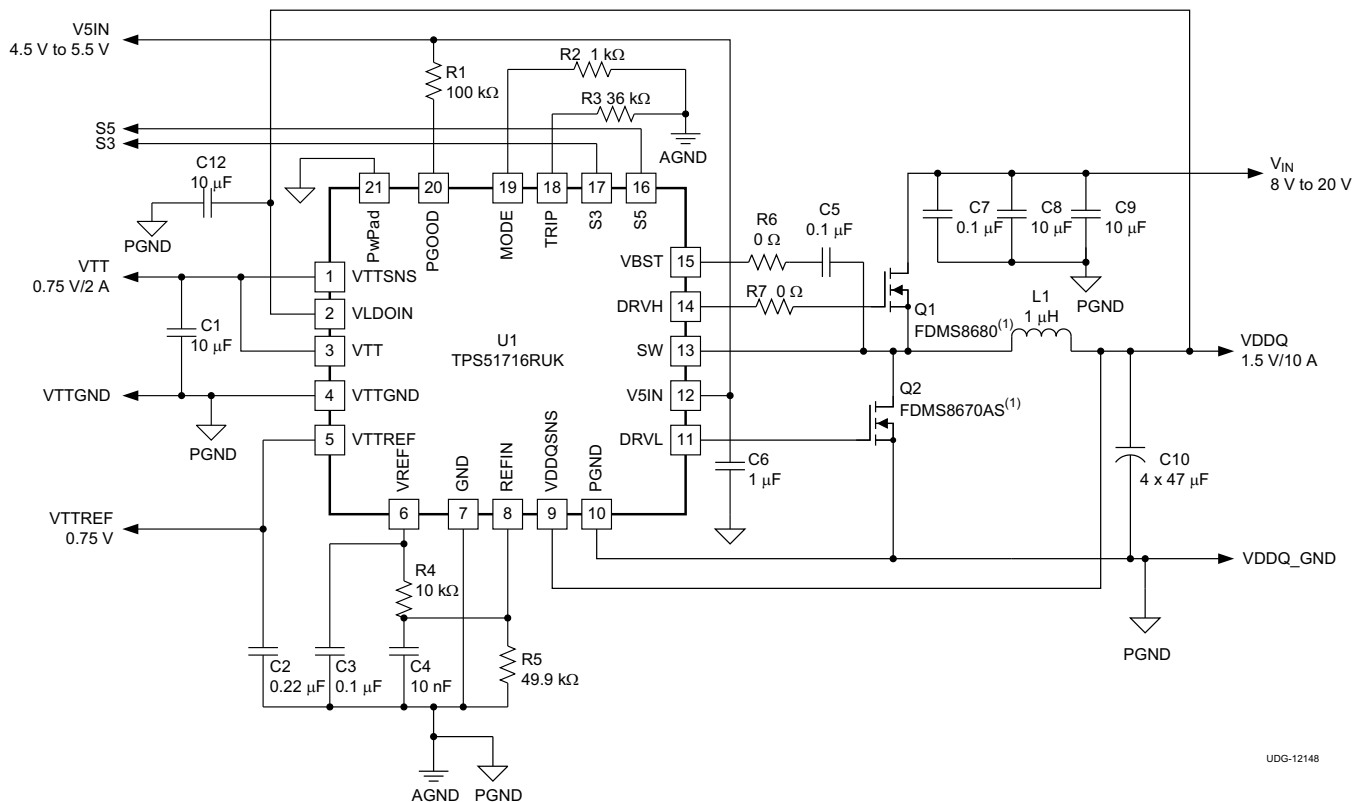 V5IN
4.5 V to 5.5 V
R1
100 kΩ
R2 1 kΩ
R3 36 kΩ
AGND
S5
S3
C12
10 µF
PGND
VTT
0.75 V/2 A
C1
10 µF
VTTGND
PGND
VTTREF
0.75 V
21
20
19
18
17
16
PwPad
PGOOD
MODE
TRIP
S3
S5
1
VTTSNS
2
VLDOIN
3
VTT
4
VTTGND
5
VTTREF
U1
TPS51716RUK
VBST
15
DRVH
14
SW
13
V5IN
12
DRVL
11
VREF
GND
REFIN
VDDQSNS
PGND
6
7
8
9
10
R6
0 Ω
C5
0.1 µF
R7 0 Ω
Q1
FDMS8680(1)
Q2
FDMS8670AS(1)
VIN
8 V to 20 V
C7
0.1 µF
C8
10 µF
C9
10 µF
PGND
L1
1 µH
VDDQ
1.5 V/10 A
C6
1 µF
C10
4 x 47 µF
VDDQ_GND
PGND
R4
10 kΩ
C2
0.22 µF
C3
0.1 µF
C4
10 nF
R5
49.9 kΩ
AGND
PGND
UDG-12148